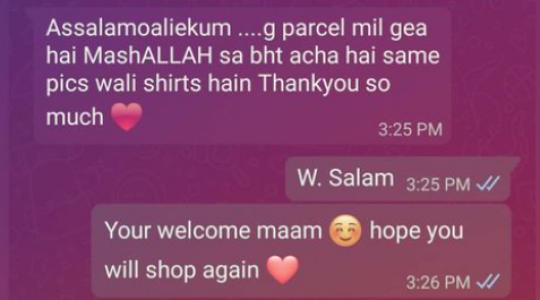 Assalamoaliekum ....g parcel mil gea
hai MashALLAH sa bht acha hai same
pics wali shirts hain Thankyou so
much ❤️
3:25 PM
W. Salam 3:25 PM
Your welcome maam ☺️ hope you
will shop again ❤️
3:26 PM